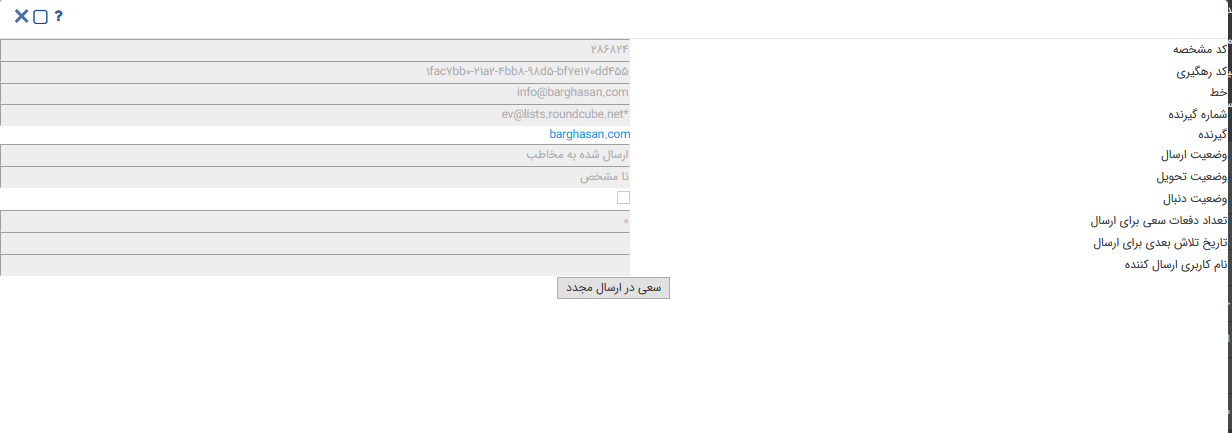 ?
کد مشخصه ۲۸۶۸۲۴
کد رهگیری ۱fac۷bb۰-۲۱a۲-۴bb۸-۹۸d۵-bf۷e۱۷۰dd۴۵۵
خط info@barghasan.com
شماره گیرنده ev@lists.roundcube.net*
گیرنده barghasan.com
وضعیت ارسال ارسال شده به مخاطب
وضعیت تحویل نا مشخص
وضعیت دنبال
تعداد دفعات سعی برای ارسال ۰
تاریخ تلاش بعدی برای ارسال
نام کاربری ارسال کننده
سعی در ارسال مجدد